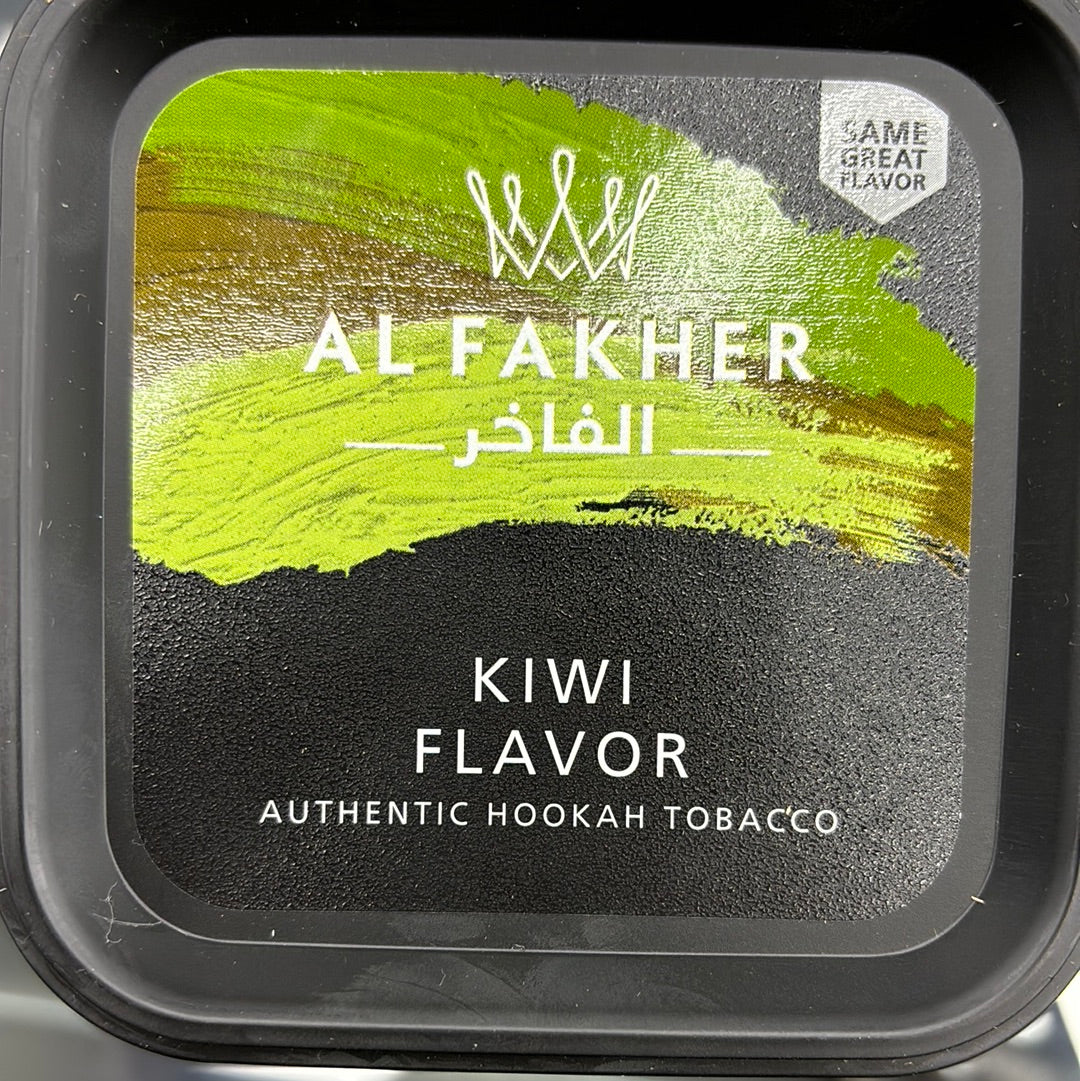 SAME
GREAT
FLAVOR
AL FAKHER
الفاخر
KIWI
FLAVOR
AUTHENTIC HOOKAH TOBACCO